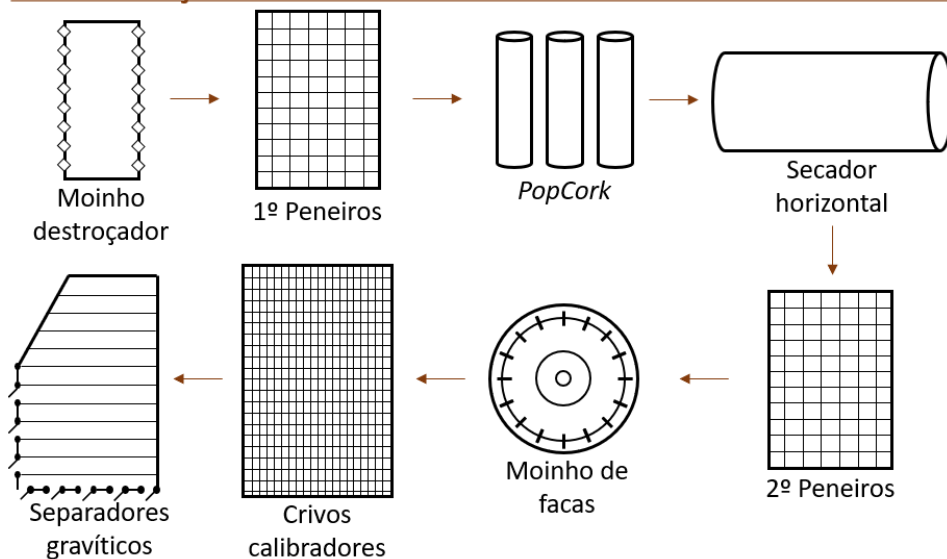 Moinho
destroçador
1º Peneiros
PopCork
Secador
horizontal
2º Peneiros
Moinho de
facas
Crivos
calibradores
Separadores
gravíticos